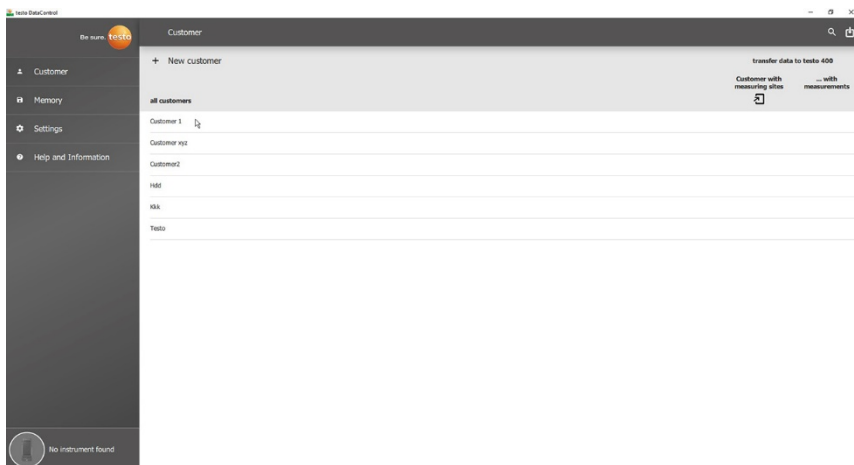 testo DataControl
Be sure. testo
Customer
Memory
Settings
Help and Information
No instrument found
Customer
+ New customer
transfer data to testo 400
Customer with
measuring sites
... with
measurements
all customers
Customer 1
Customer xyz
Customer2
Hdd
Kkk
Testo